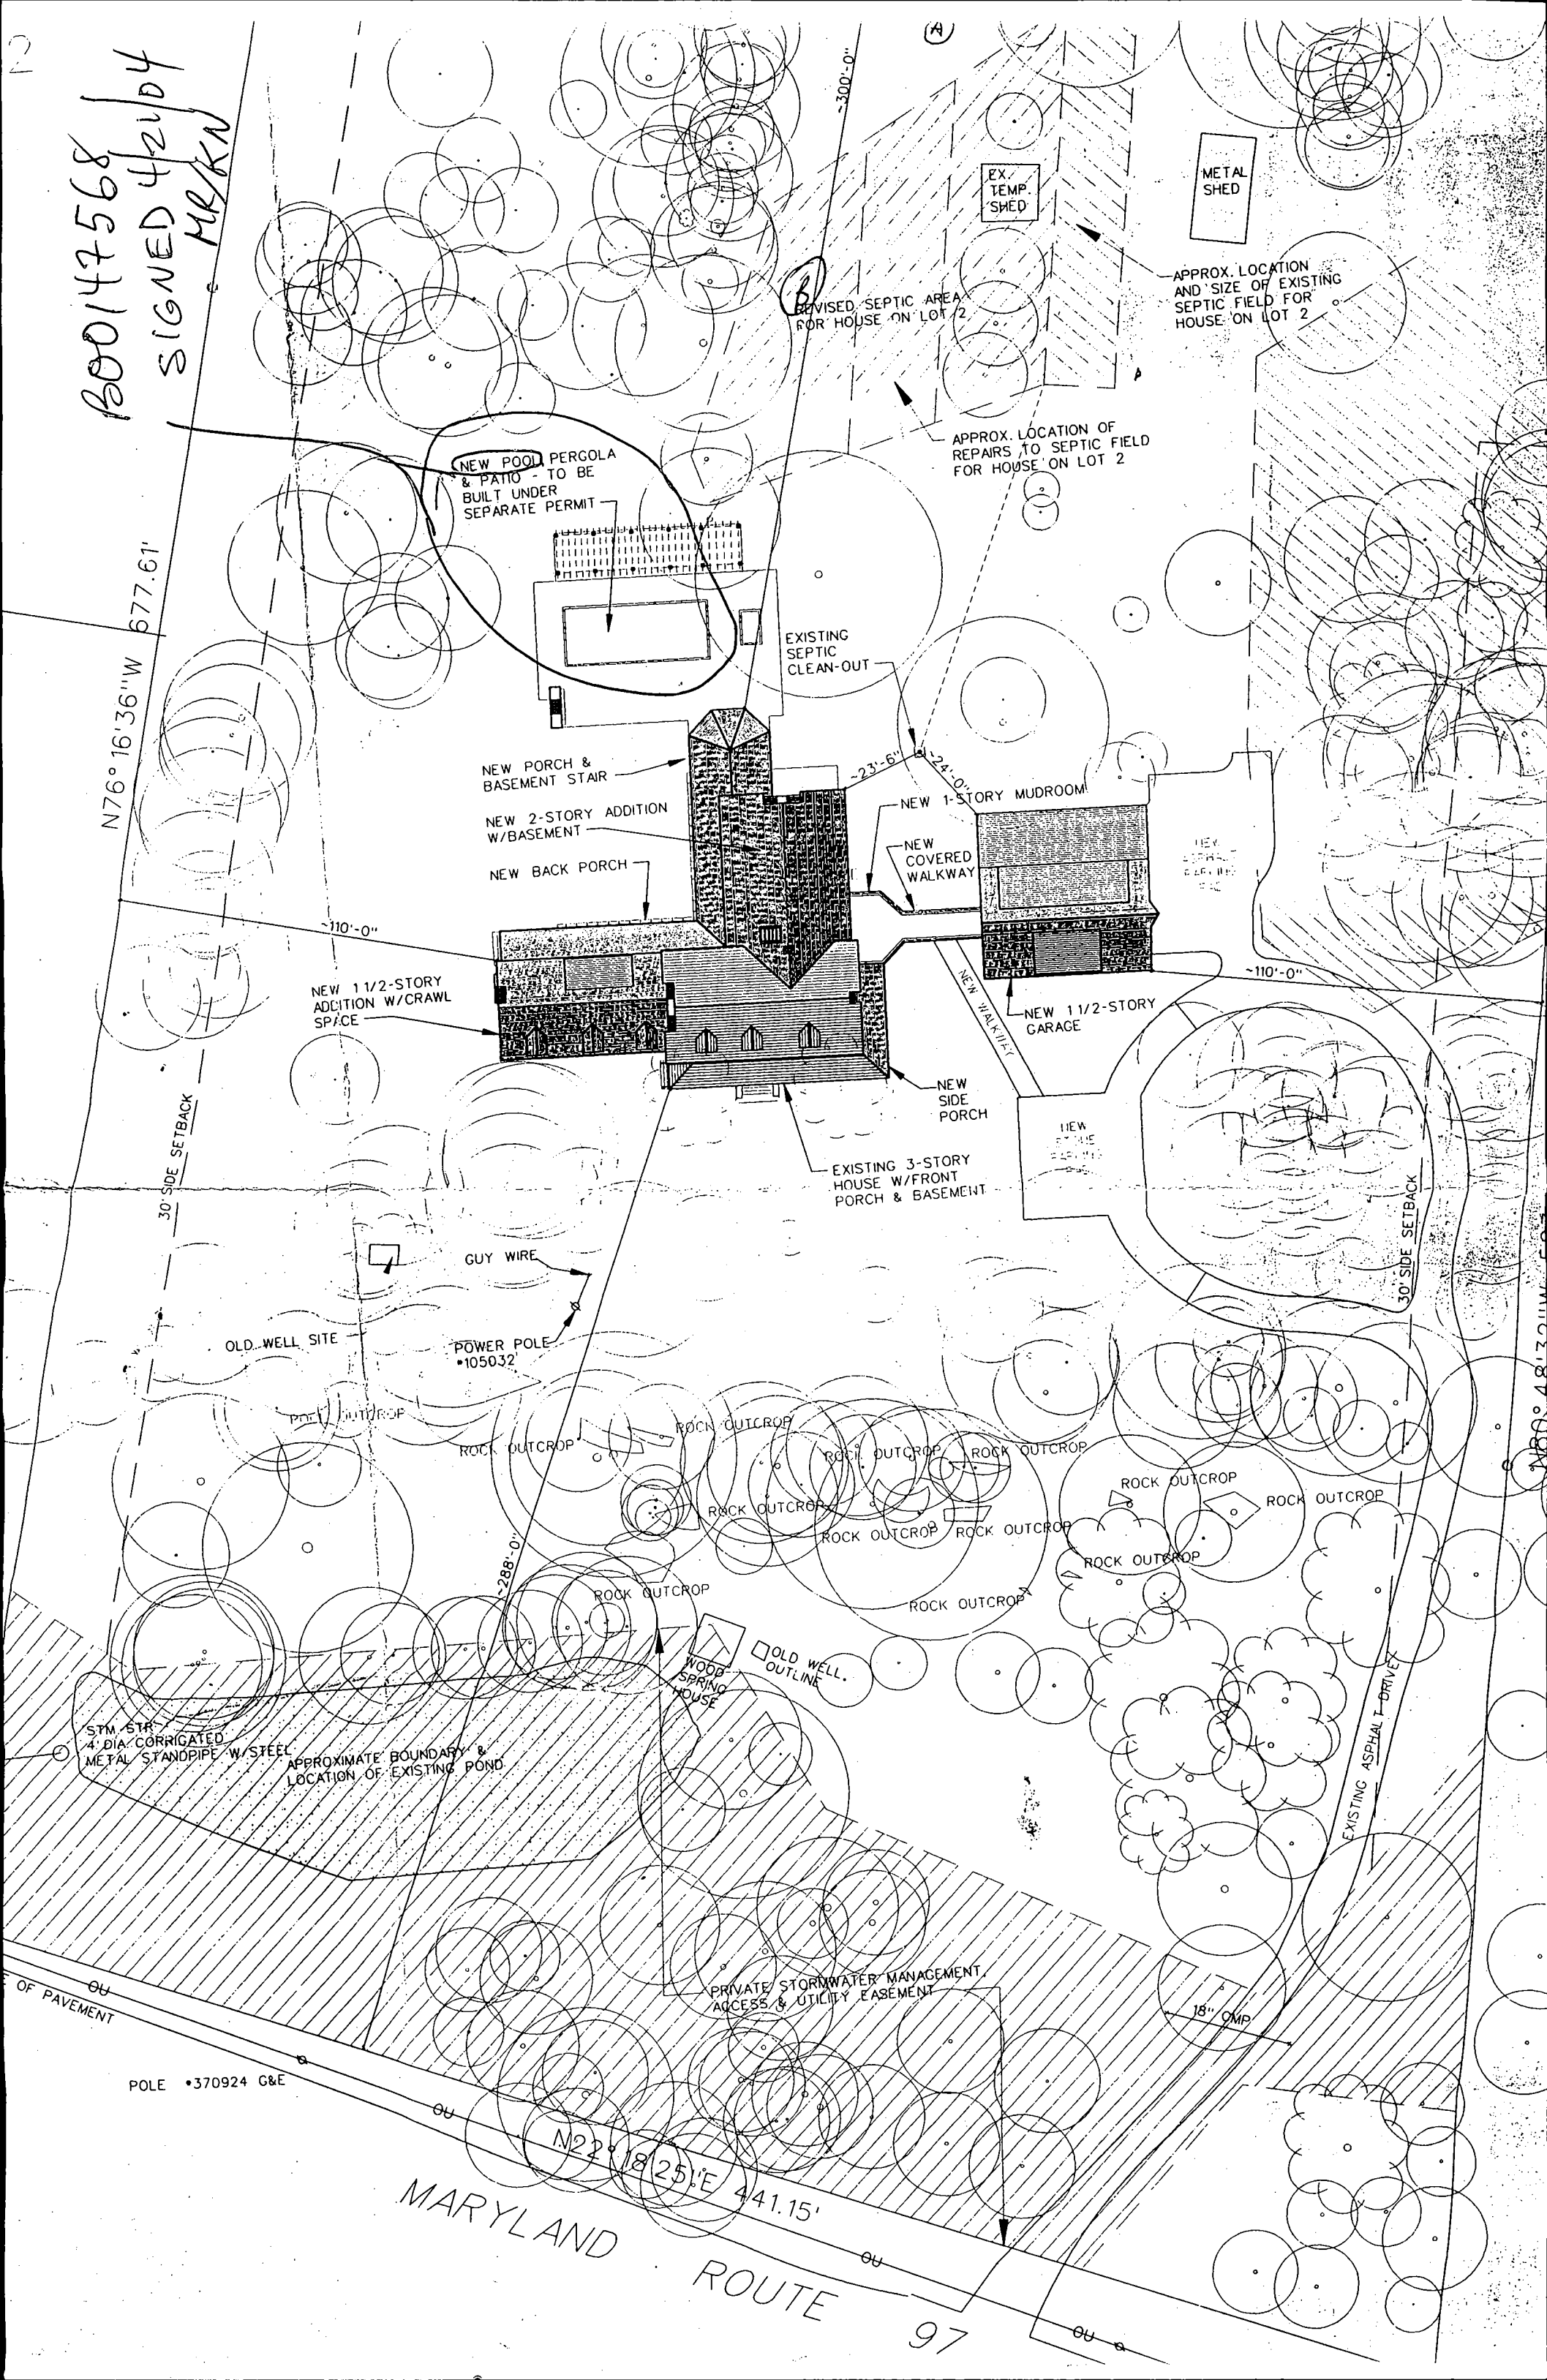 B00147568
SIGNED 4/21/04
MR/KN
A
~300'-0"
METAL
SHED
EX.
TEMP.
SHED
APPROX. LOCATION
AND SIZE OF EXISTING
SEPTIC FIELD FOR
HOUSE ON LOT 2
REVISED SEPTIC AREA
FOR HOUSE ON LOT 2
APPROX. LOCATION OF
REPAIRS TO SEPTIC FIELD
FOR HOUSE ON LOT 2
NEW POOL, PERGOLA
& PATIO - TO BE
BUILT UNDER
SEPARATE PERMIT
N76° 16'36"W 677.61'
EXISTING
SEPTIC
CLEAN-OUT
NEW PORCH &
BASEMENT STAIR
~23'-6"
~24'-0"
NEW 1-STORY MUDROOM
NEW 2-STORY ADDITION
W/BASEMENT
NEW
COVERED
WALKWAY
NEW BACK PORCH
~110'-0"
~110'-0"
NEW 1 1/2-STORY
ADDITION W/CRAWL
SPACE
NEW WALKWAY
NEW 1 1/2-STORY
GARAGE
NEW
SIDE
PORCH
NEW
30' SIDE SETBACK
EXISTING 3-STORY
HOUSE W/FRONT
PORCH & BASEMENT
30' SIDE SETBACK
GUY WIRE
OLD WELL SITE
POWER POLE
•105032
ROCK OUTCROP
ROCK OUTCROP
ROCK OUTCROP
ROCK OUTCROP
ROCK OUTCROP
ROCK OUTCROP
ROCK OUTCROP
ROCK OUTCROP
ROCK OUTCROP
ROCK OUTCROP
ROCK OUTCROP
~288'-0"
ROCK OUTCROP
ROCK OUTCROP
WOOD
SPRING
HOUSE
OLD WELL
OUTLINE
STM STR
4' DIA. CORRIGATED
METAL STANDPIPE W/STEEL
APPROXIMATE BOUNDARY &
LOCATION OF EXISTING POND
EXISTING ASPHALT DRIVE
PRIVATE STORMWATER MANAGEMENT,
ACCESS & UTILITY EASEMENT
18" CMP
OU
OF PAVEMENT
POLE •370924 G&E
OU
N22°18'25"E 441.15'
OU
MARYLAND ROUTE 97
OU